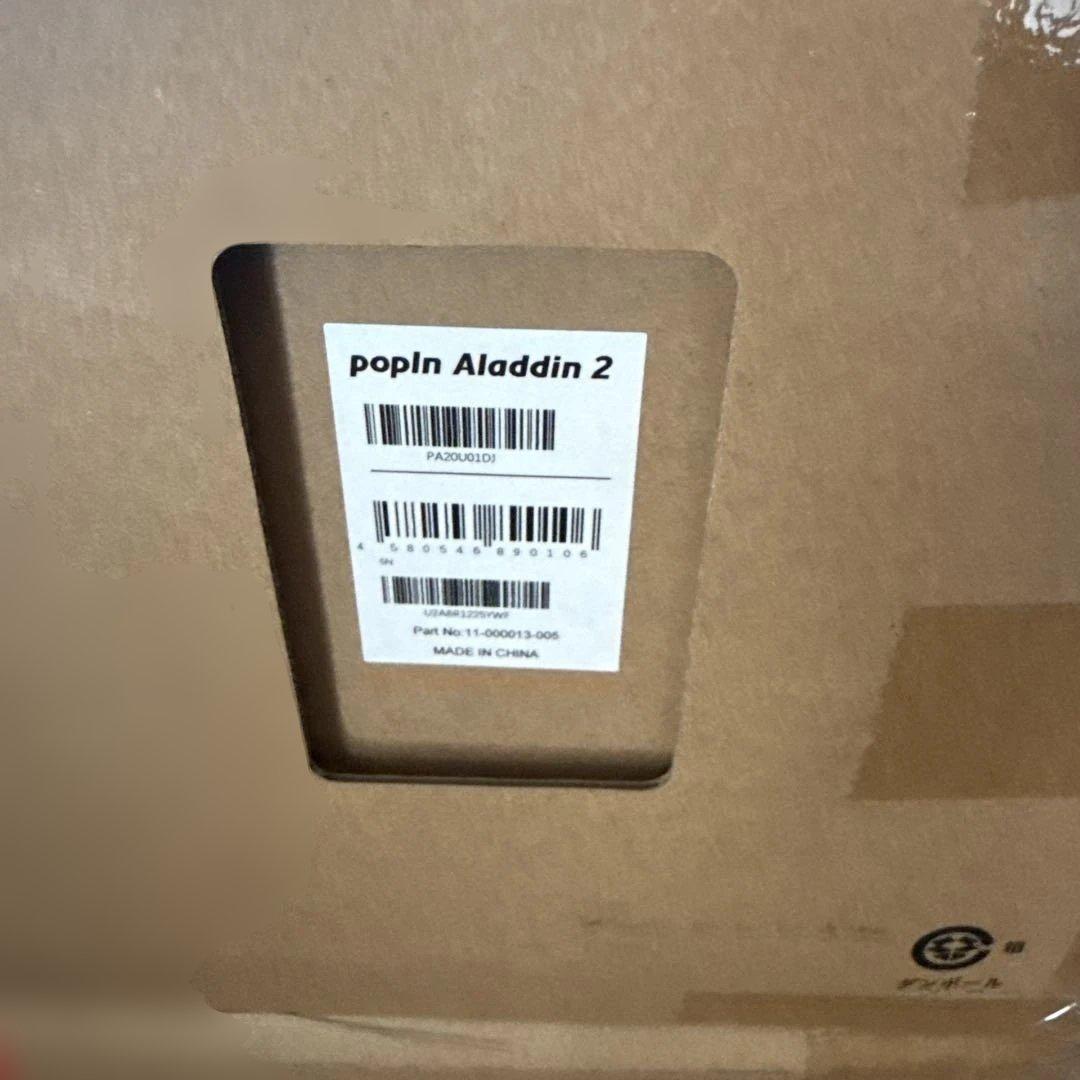 popIn Aladdin 2
PA20U01DJ
4 580546 890106
SN
U2A8R1225YWF
Part No:11-000013-005
MADE IN CHINA
ダンボール